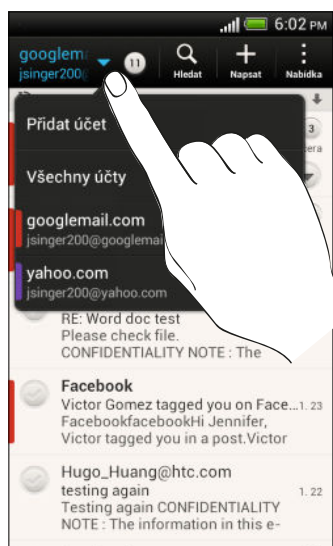 6:02 PM
googlem
jsinger200
11
Hledat
Napsat
Nabídka
3
Přidat účet
Všechny účty
googlemail.com
jsinger200@googlemai
yahoo.com
jsinger200@yahoo.com
RE: Word doc test
Please check file.
CONFIDENTIALITY NOTE : The
Facebook
Victor Gomez tagged you on Face... 1. 23
FacebookfacebookHi Jennifer,
Victor tagged you in a post.Victor
Hugo_Huang@htc.com
testing again 1. 22
Testing again CONFIDENTIALITY
NOTE : The information in this e-